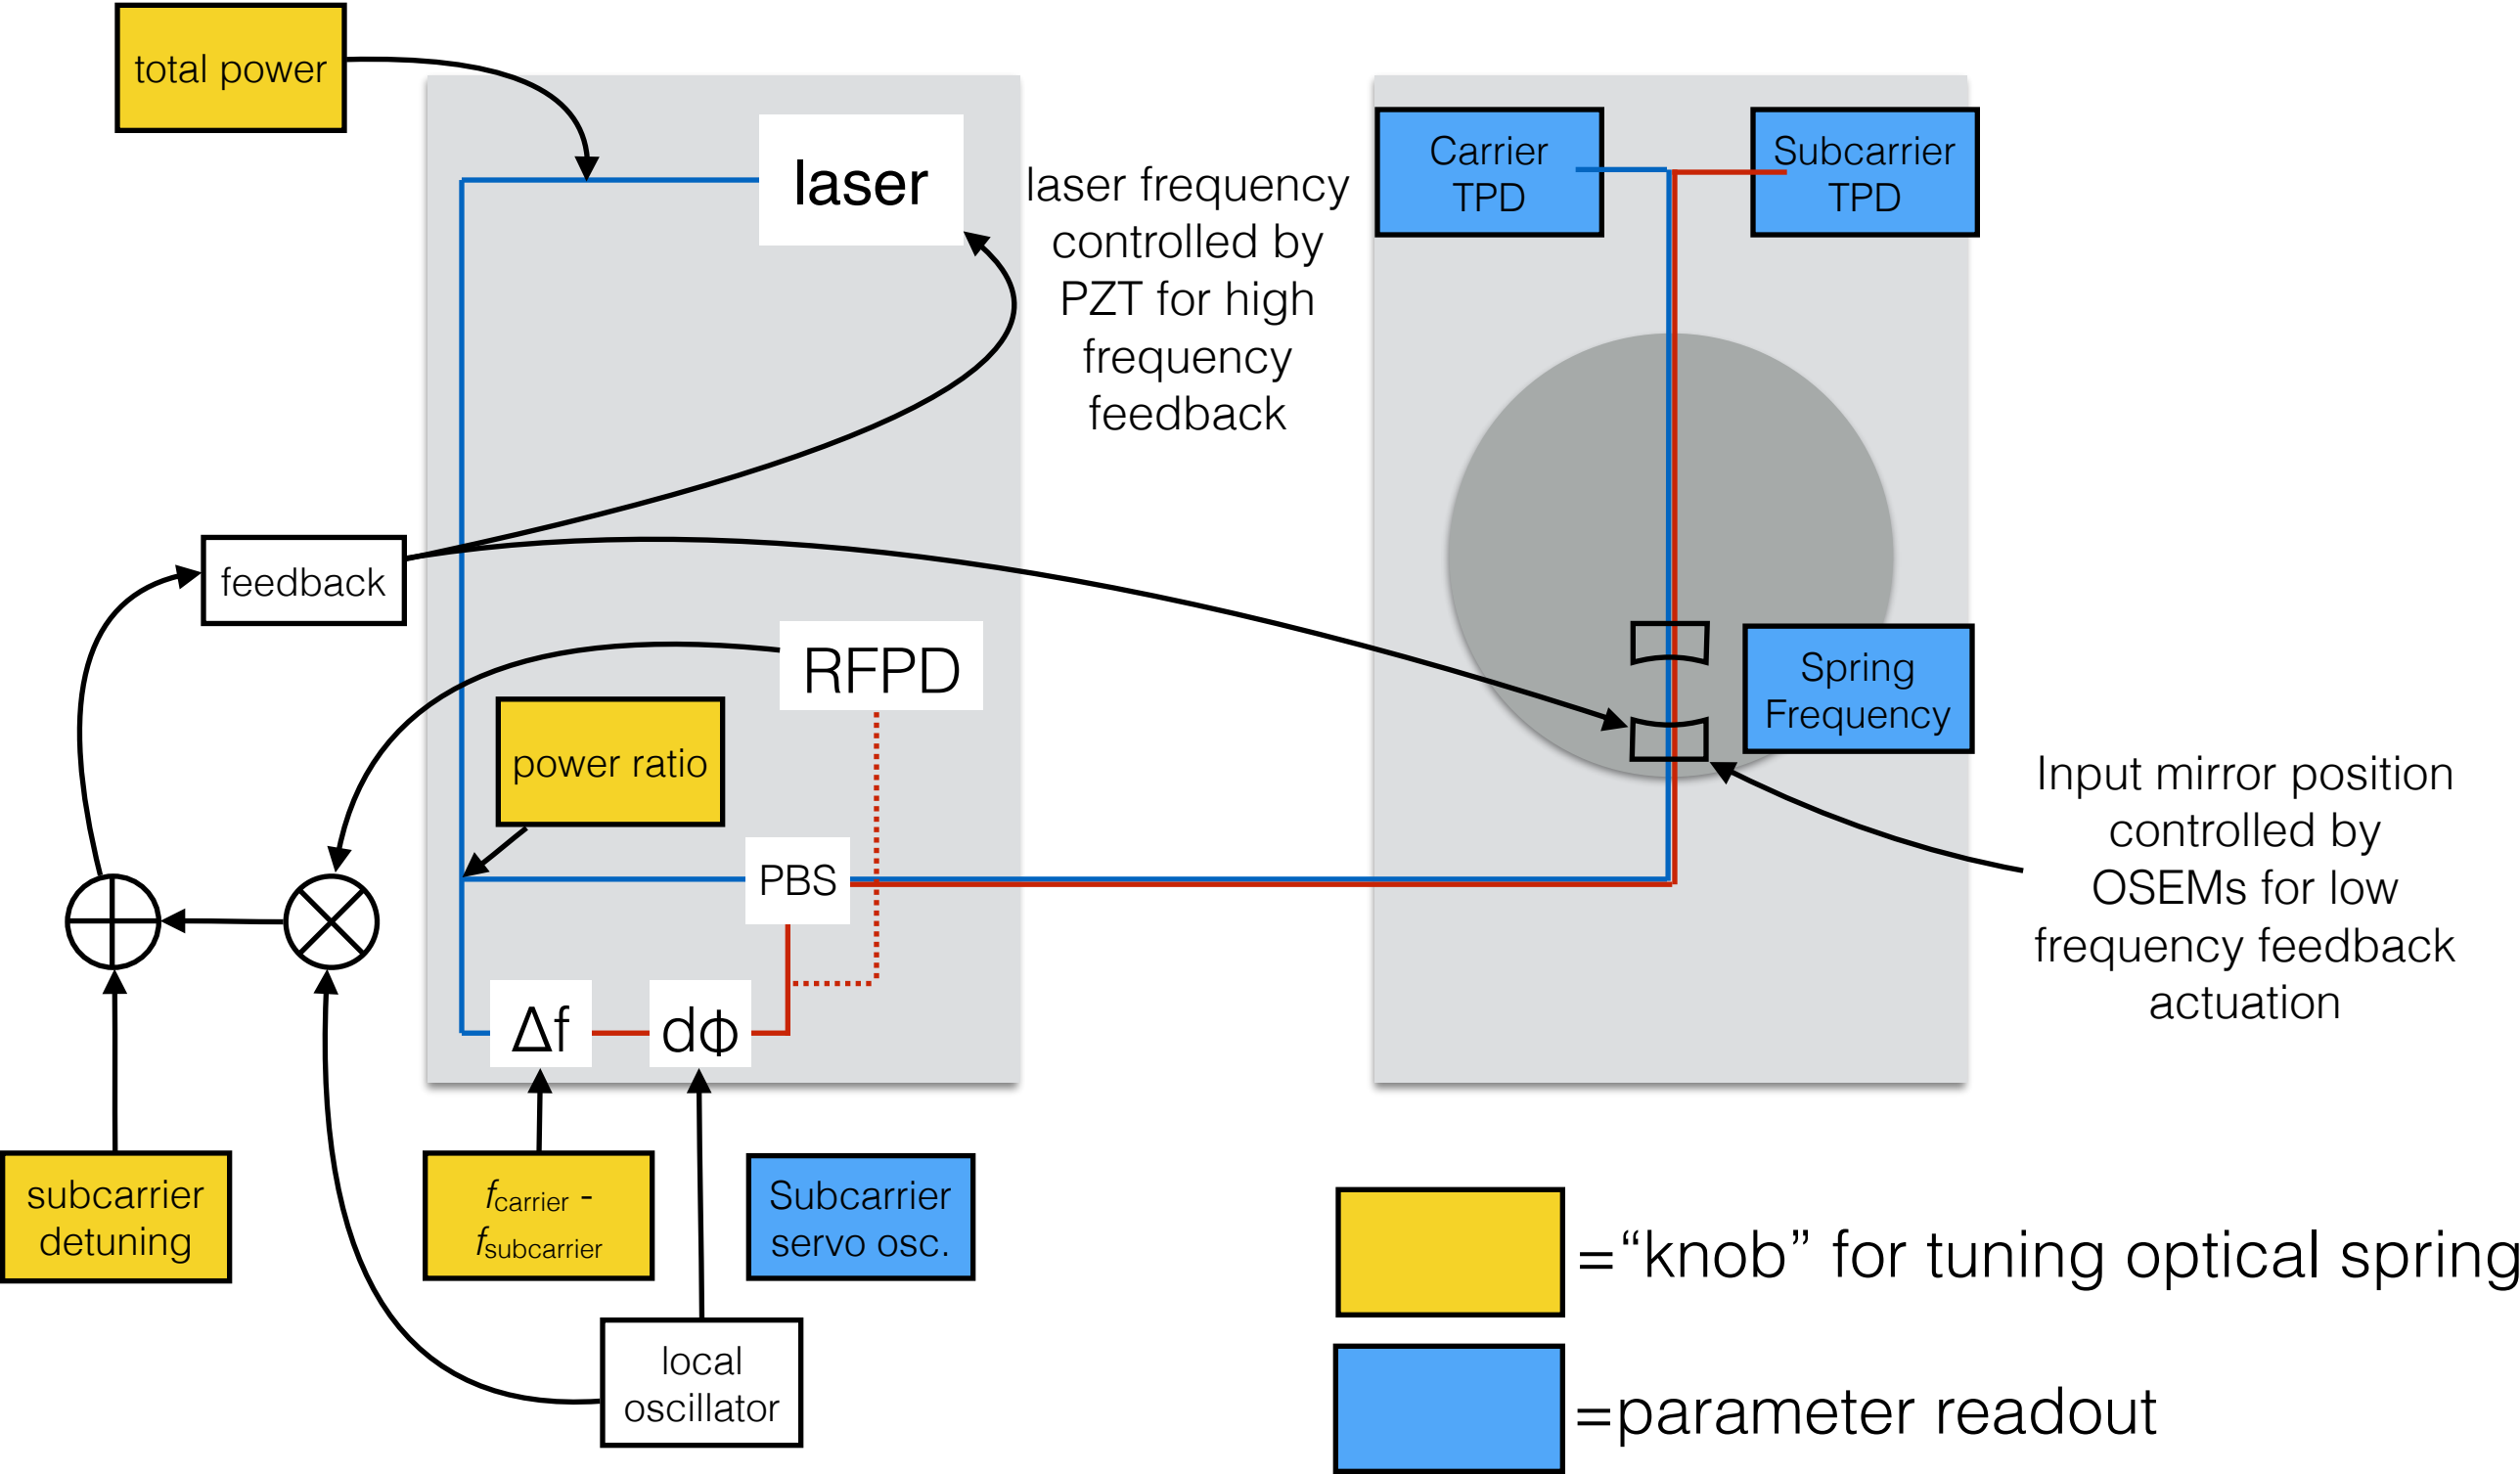 total power
laser
laser frequency
controlled by
PZT for high
frequency
feedback
Carrier
TPD
Subcarrier
TPD
feedback
RFPD
power ratio
PBS
Spring
Frequency
Input mirror position
controlled by
OSEMs for low
frequency feedback
actuation
Δf
dϕ
subcarrier
detuning
fcarrier -
fsubcarrier
Subcarrier
servo osc.
local
oscillator
=“knob” for tuning optical spring
=parameter readout